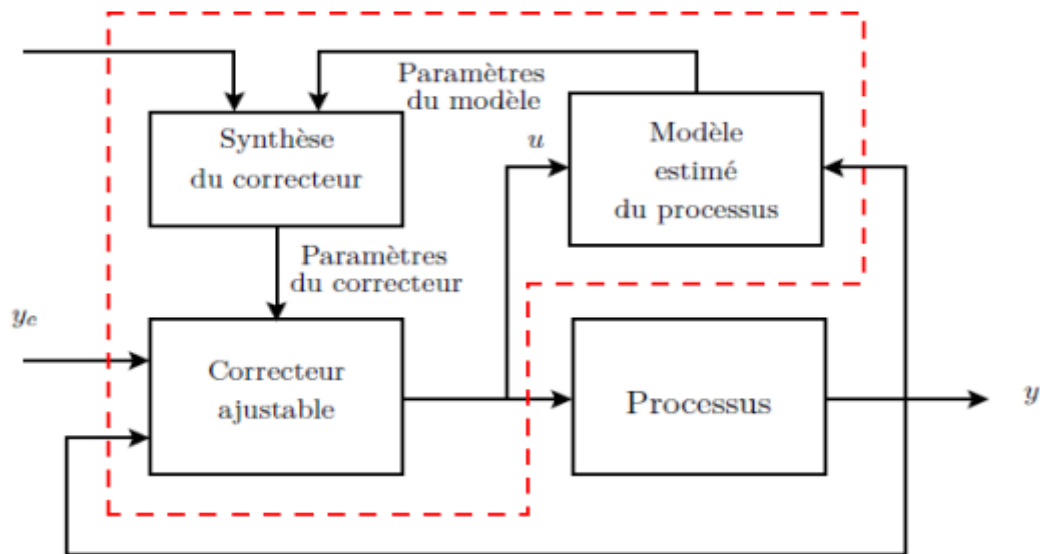 Paramètres
du modèle
Synthèse
du correcteur
u
Modèle
estimé
du processus
Paramètres
du correcteur
y_c
Correcteur
ajustable
Processus
y